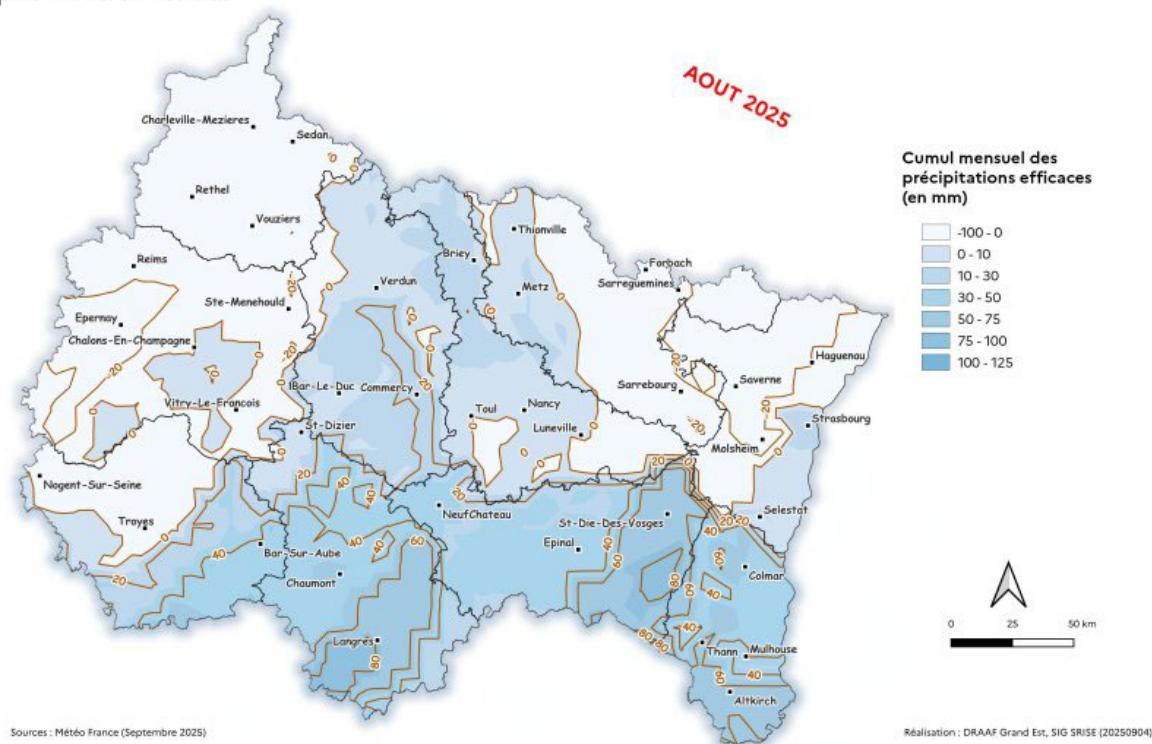 AOUT 2025
Charleville-Mezieres
Sedan
Rethel
Vouziers
Thionville
Briey
Forbach
Reims
Verdun
Metz
Sarreguemines
Ste-Menehould
Epernay
Chalons-En-Champagne
Haguenau
Saverne
Bar-Le-Duc
Commercy
Sarrebourg
Vitry-Le-Francois
Toul
Nancy
Strasbourg
St-Dizier
Luneville
Molsheim
Nogent-Sur-Seine
NeufChateau
St-Die-Des-Vosges
Selestat
Troyes
Epinal
Bar-Sur-Aube
Colmar
Chaumont
Langres
Thann
Mulhouse
Altkirch
Cumul mensuel des
précipitations efficaces
(en mm)
-100 - 0
0 - 10
10 - 30
30 - 50
50 - 75
75 - 100
100 - 125
0 25 50 km
Sources : Météo France (Septembre 2025)
Réalisation : DRAAF Grand Est, SIG SRISE (20250904)